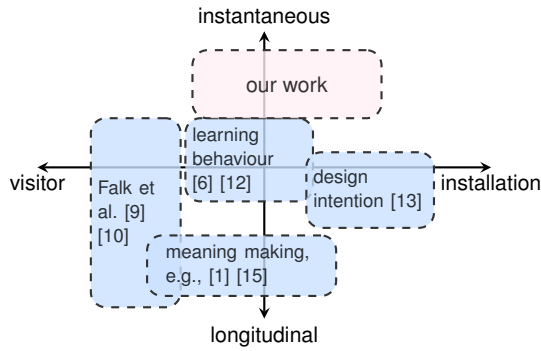 instantaneous
our work
learning
behaviour
[6] [12]
visitor
installation
Falk et
al. [9]
[10]
design
intention [13]
meaning making,
e.g., [1] [15]
longitudinal